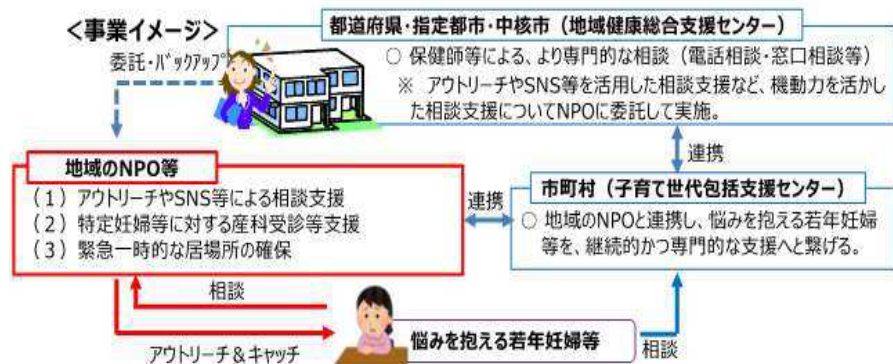 ＜事業イメージ＞
委託・バックアップ
都道府県・指定都市・中核市（地域健康総合支援センター）
○ 保健師等による、より専門的な相談（電話相談・窓口相談等）
※ アウトリーチやSNS等を活用した相談支援など、機動力を活かし
た相談支援についてNPOに委託して実施。
連携
地域のNPO等
（１）アウトリーチやSNS等による相談支援
（２）特定妊婦等に対する産科受診等支援
（３）緊急一時的な居場所の確保
連携
市町村（子育て世代包括支援センター）
○ 地域のNPOと連携し、悩みを抱える若年妊婦
等を、継続的かつ専門的な支援へと繋げる。
相談
アウトリーチ＆キャッチ
悩みを抱える若年妊婦等
相談